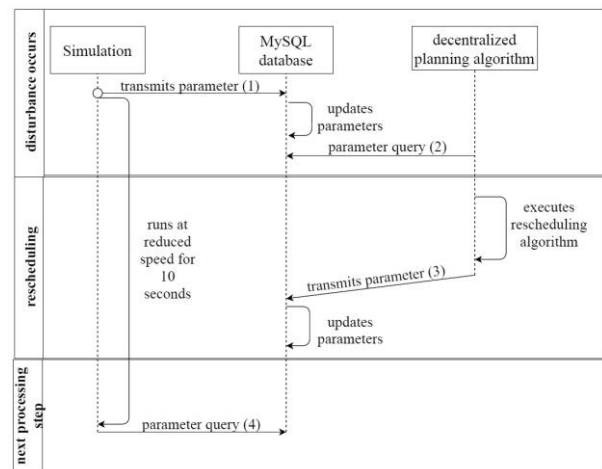 Simulation
MySQL
database
decentralized
planning algorithm
disturbance occurs
transmits parameter (1)
updates
parameters
parameter query (2)
rescheduling
runs at
reduced
speed for
10
seconds
executes
rescheduling
algorithm
transmits parameter (3)
updates
parameters
next processing
step
parameter query (4)